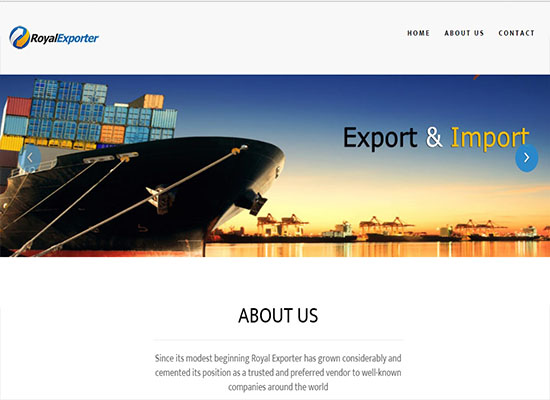 RoyalExporter
HOME ABOUT US CONTACT
Export & Import
ABOUT US
Since its modest beginning Royal Exporter has grown considerably and
cemented its position as a trusted and preferred vendor to well-known
companies around the world